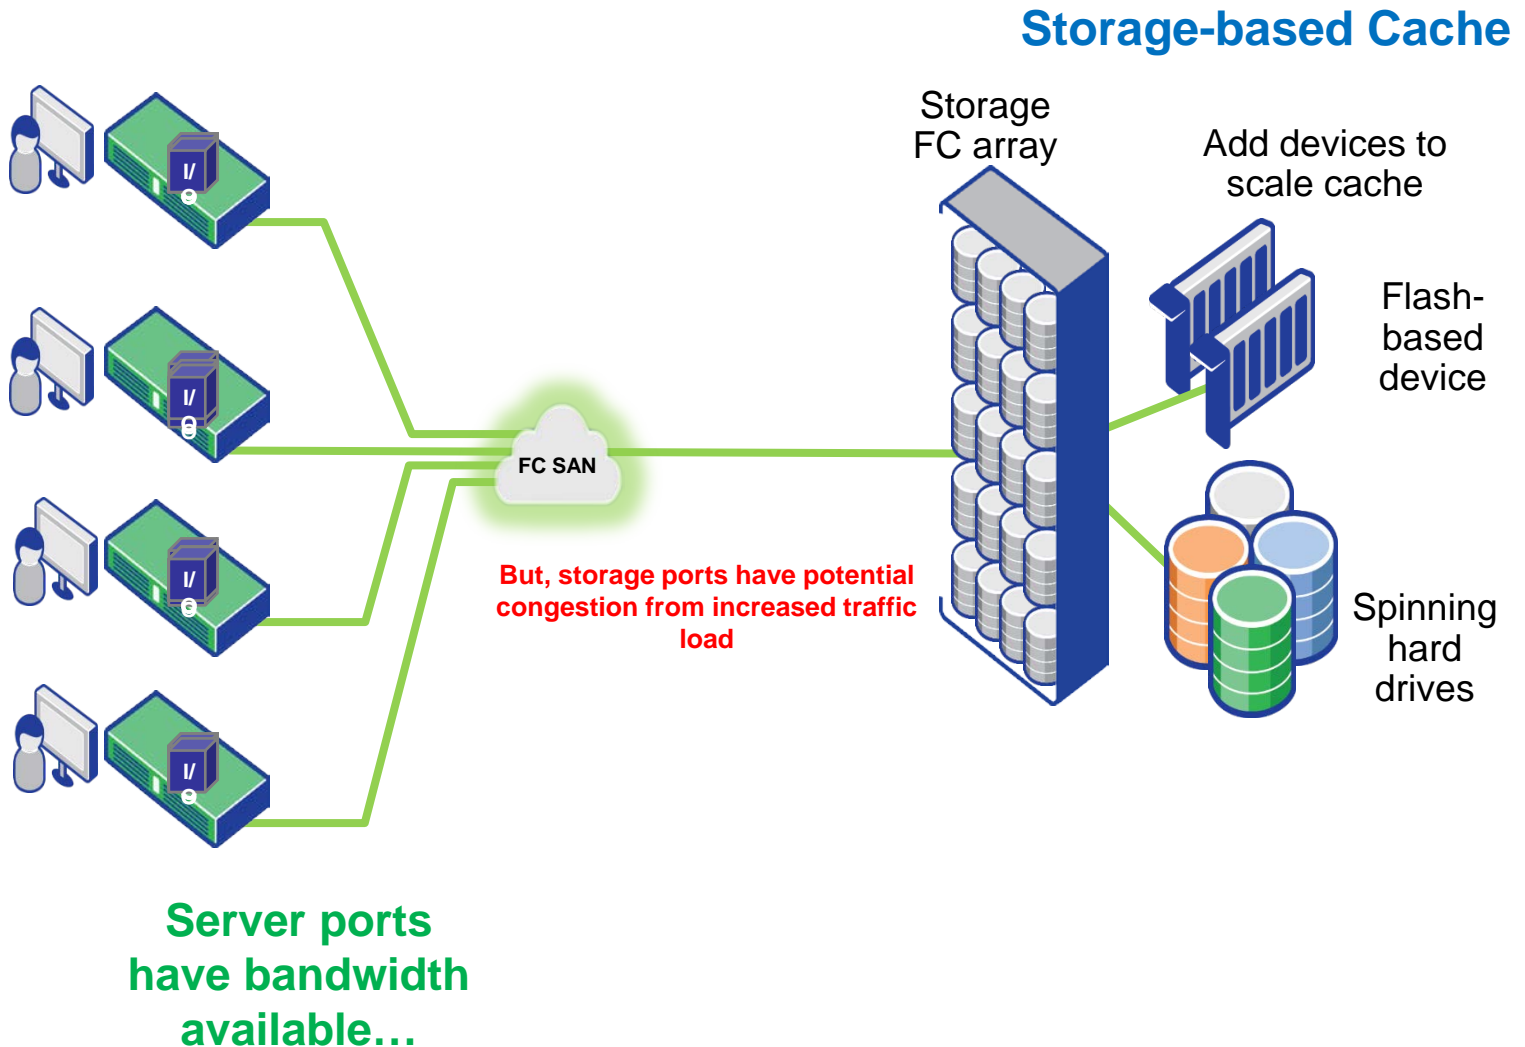 Storage-based Cache
Storage
FC array
Add devices to
scale cache
Flash-
based
device
I/
O
I/
O
I/
O
I/
O
FC SAN
But, storage ports have potential
congestion from increased traffic
load
Spinning
hard
drives
Server ports
have bandwidth
available…